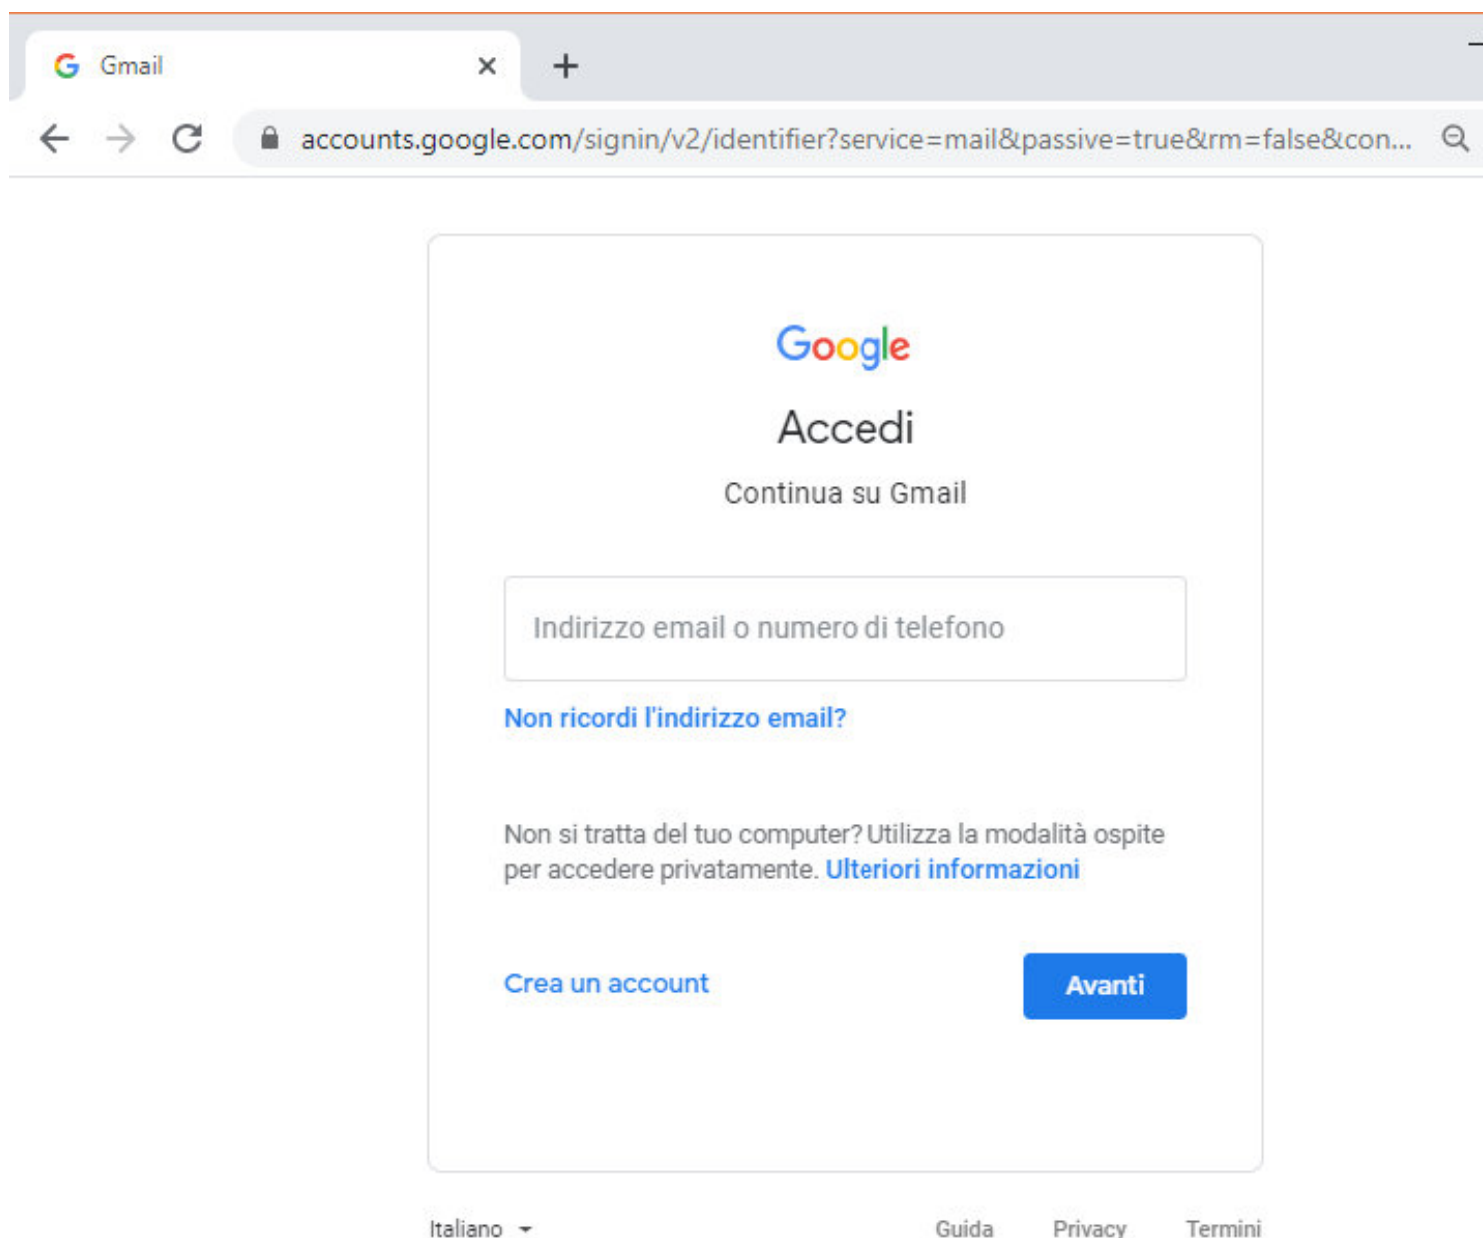 Gmail
accounts.google.com/signin/v2/identifier?service=mail&passive=true&rm=false&con...
Google
Accedi
Continua su Gmail
Indirizzo email o numero di telefono
Non ricordi l'indirizzo email?
Non si tratta del tuo computer? Utilizza la modalità ospite
per accedere privatamente. Ulteriori informazioni
Crea un account Avanti
Italiano Guida Privacy Termini